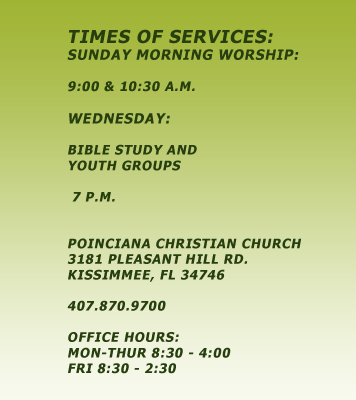 TIMES OF SERVICES:
SUNDAY MORNING WORSHIP:
9:00 & 10:30 A.M.
WEDNESDAY:
BIBLE STUDY AND
YOUTH GROUPS
7 P.M.
POINCIANA CHRISTIAN CHURCH
3181 PLEASANT HILL RD.
KISSIMMEE, FL 34746
407.870.9700
OFFICE HOURS:
MON-THUR 8:30 - 4:00
FRI 8:30 - 2:30